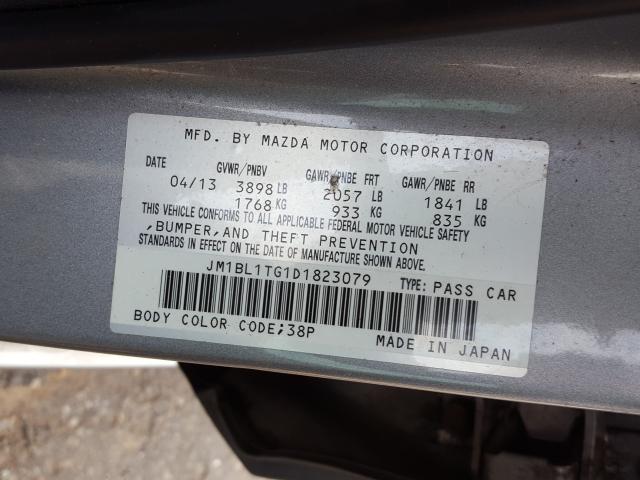 MFD. BY MAZDA MOTOR CORPORATION
DATE GVWR/PNBV GAWR/PNBE FRT GAWR/PNBE RR
04/13 3898 LB 2057 LB 1841 LB
1768 KG 933 KG 835 KG
THIS VEHICLE CONFORMS TO ALL APPLICABLE FEDERAL MOTOR VEHICLE SAFETY
,BUMPER,AND THEFT PREVENTION
STANDARDS IN EFFECT ON THE DATE OF MANUFACTURE SHOWN ABOVE.
JM1BL1TG1D1823079 TYPE: PASS CAR
BODY COLOR CODE;38P MADE IN JAPAN